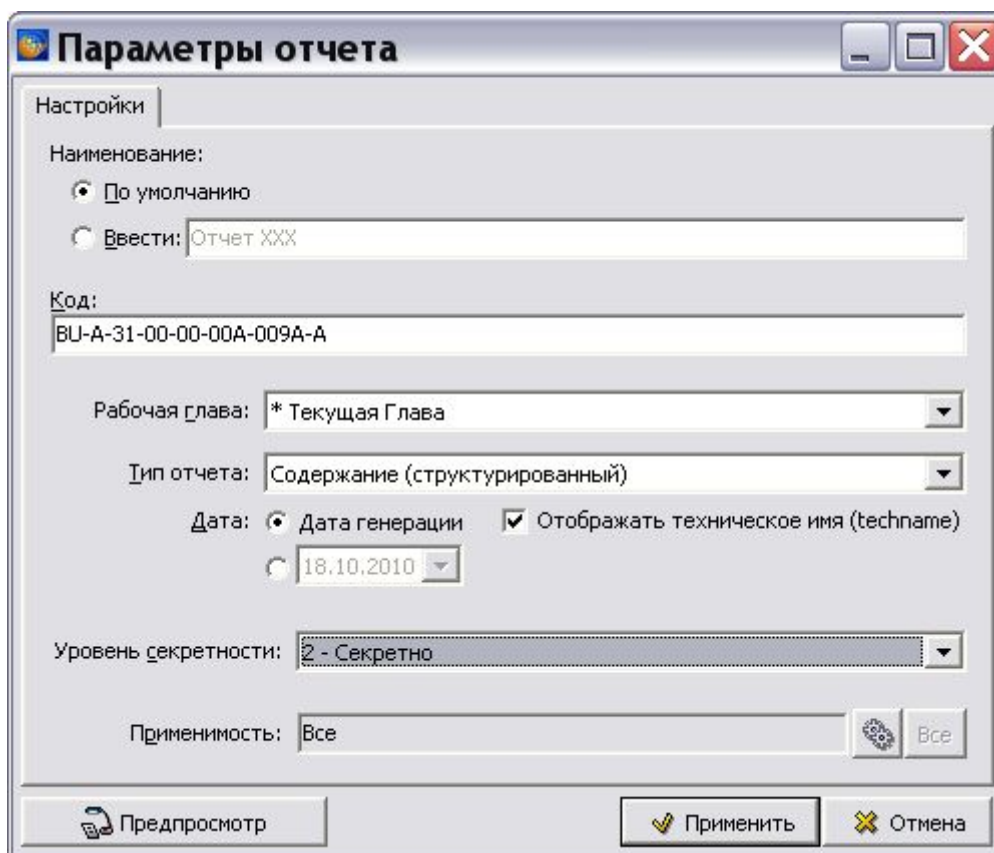 Параметры отчета
Настройки
Наименование:
По умолчанию
Ввести: Отчет XXX
Код:
BU-A-31-00-00-00A-009A-A
Рабочая глава: * Текущая Глава
Тип отчета: Содержание (структурированный)
Дата: Дата генерации Отображать техническое имя (techname)
18.10.2010
Уровень секретности: 2 - Секретно
Применимость: Все Все
Предпросмотр Применить Отмена